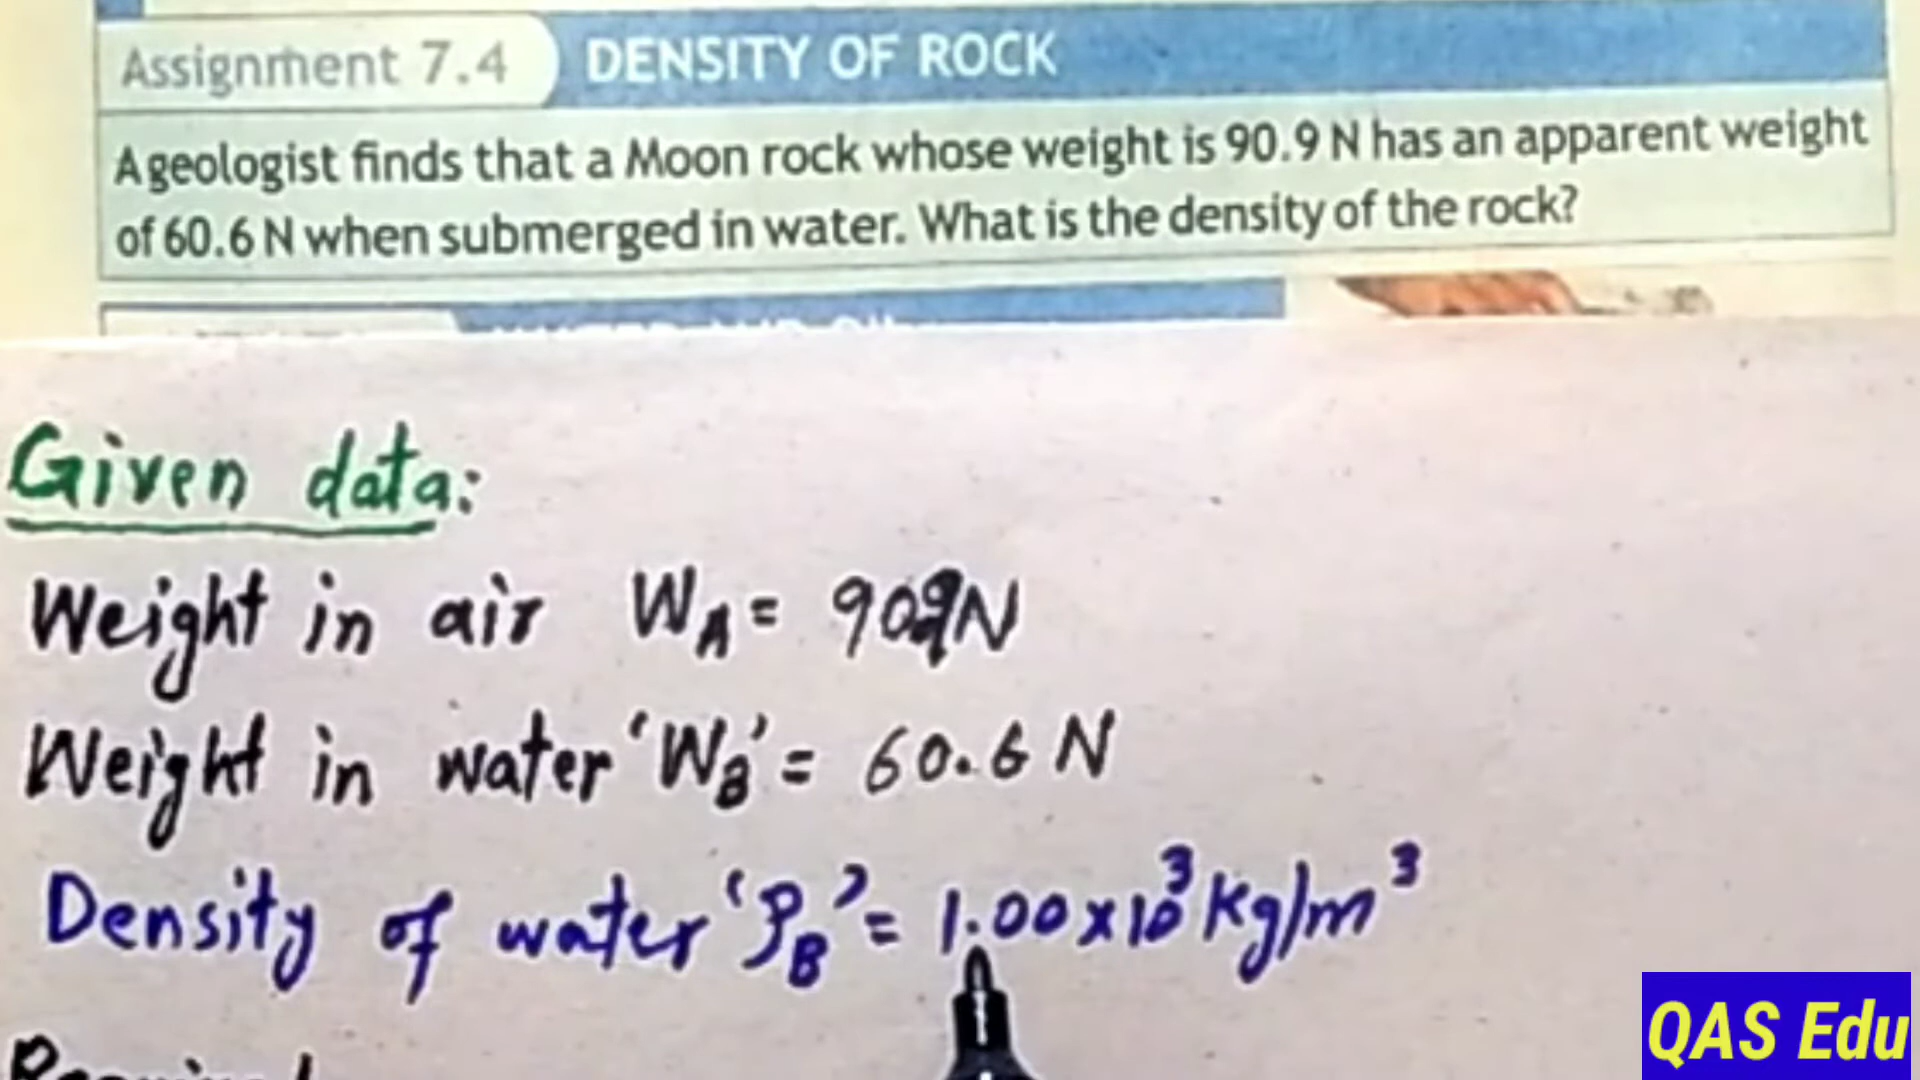 Assignment 7.4 DENSITY OF ROCK
A geologist finds that a Moon rock whose weight is 90.9 N has an apparent weight
of 60.6 N when submerged in water. What is the density of the rock?
Given data:
Weight in air W_A = 90.9N
Weight in water 'W_B' = 60.6 N
Density of water 'ρ_B' = 1.00 x 10³ Kg/m³
QAS Edu